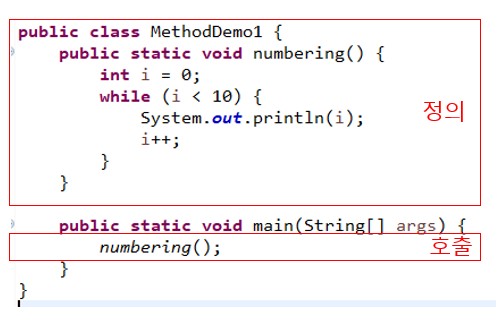 public class MethodDemo1 {
    public static void numbering() {
        int i = 0;
        while (i < 10) {
            System.out.println(i);
            i++;
        }
    }
정의

    public static void main(String[] args) {
        numbering();
호출
    }
}